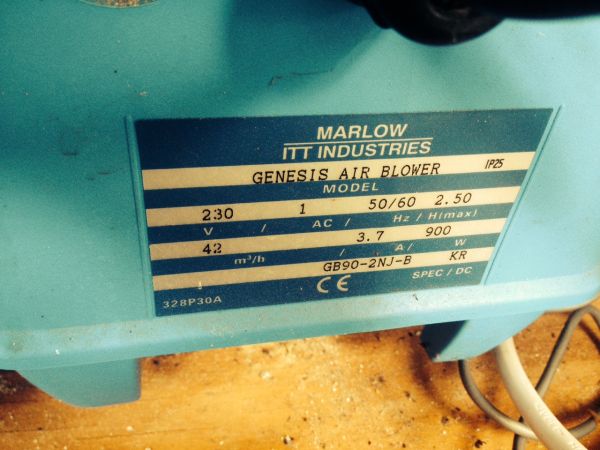 MARLOW
ITT INDUSTRIES
GENESIS AIR BLOWER IP25
MODEL
230 1 50/60 2.50
V / AC / Hz / H(max)
42 3.7 900
m³/h / A/ W
GB90-2NJ-B KR
CE SPEC / DC
328P30A